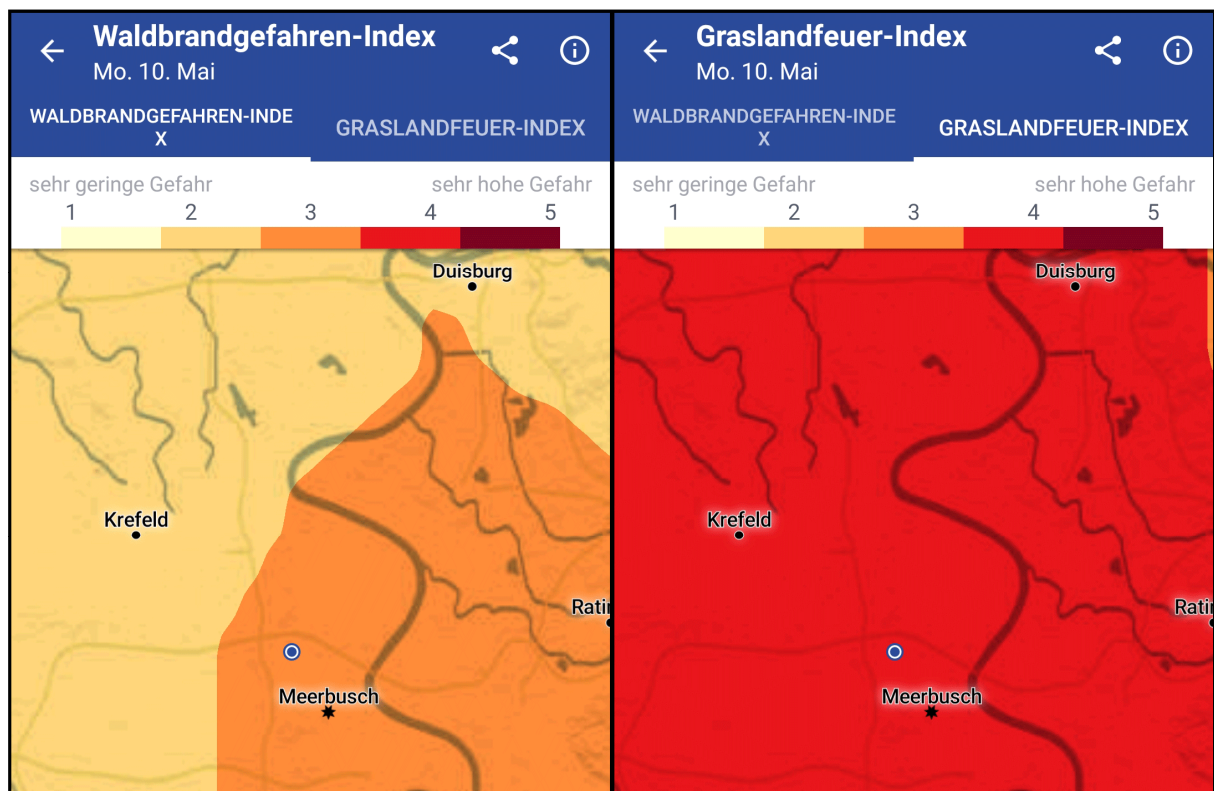 Waldbrandgefahren-Index
Mo. 10. Mai
WALDBRANDGEFAHREN-INDE
X
GRASLANDFEUER-INDEX
sehr geringe Gefahr
sehr hohe Gefahr
1 2 3 4 5
Duisburg
Krefeld
Ratin
Meerbusch
Graslandfeuer-Index
Mo. 10. Mai
WALDBRANDGEFAHREN-INDE
X
GRASLANDFEUER-INDEX
sehr geringe Gefahr
sehr hohe Gefahr
1 2 3 4 5
Duisburg
Krefeld
Ratin
Meerbusch